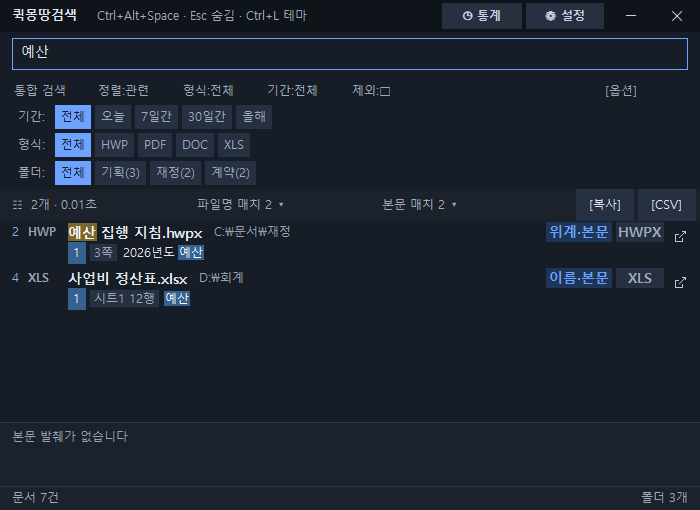 퀵몽땅검색 Ctrl+Alt+Space · Esc 숨김 · Ctrl+L 테마 통계 설정
예산
통합 검색 정렬:관련 형식:전체 기간:전체 제외:□ [옵션]
기간: 전체 오늘 7일간 30일간 올해
형식: 전체 HWP PDF DOC XLS
폴더: 전체 기획(3) 재정(2) 계약(2)
2개 · 0.01초 파일명 매치 2 ▾ 본문 매치 2 ▾ [복사] [CSV]
2 HWP 예산 집행 지침.hwpx C:\문서\재정 위계·본문 HWPX
1 3쪽 2026년도 예산
4 XLS 사업비 정산표.xlsx D:\회계 이름·본문 XLS
1 시트1 12행 예산
본문 발췌가 없습니다
문서 7건 폴더 3개